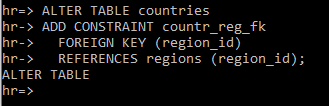 hr=> ALTER TABLE countries
hr-> ADD CONSTRAINT countr_reg_fk
hr->   FOREIGN KEY (region_id)
hr->   REFERENCES regions (region_id);
ALTER TABLE
hr=>